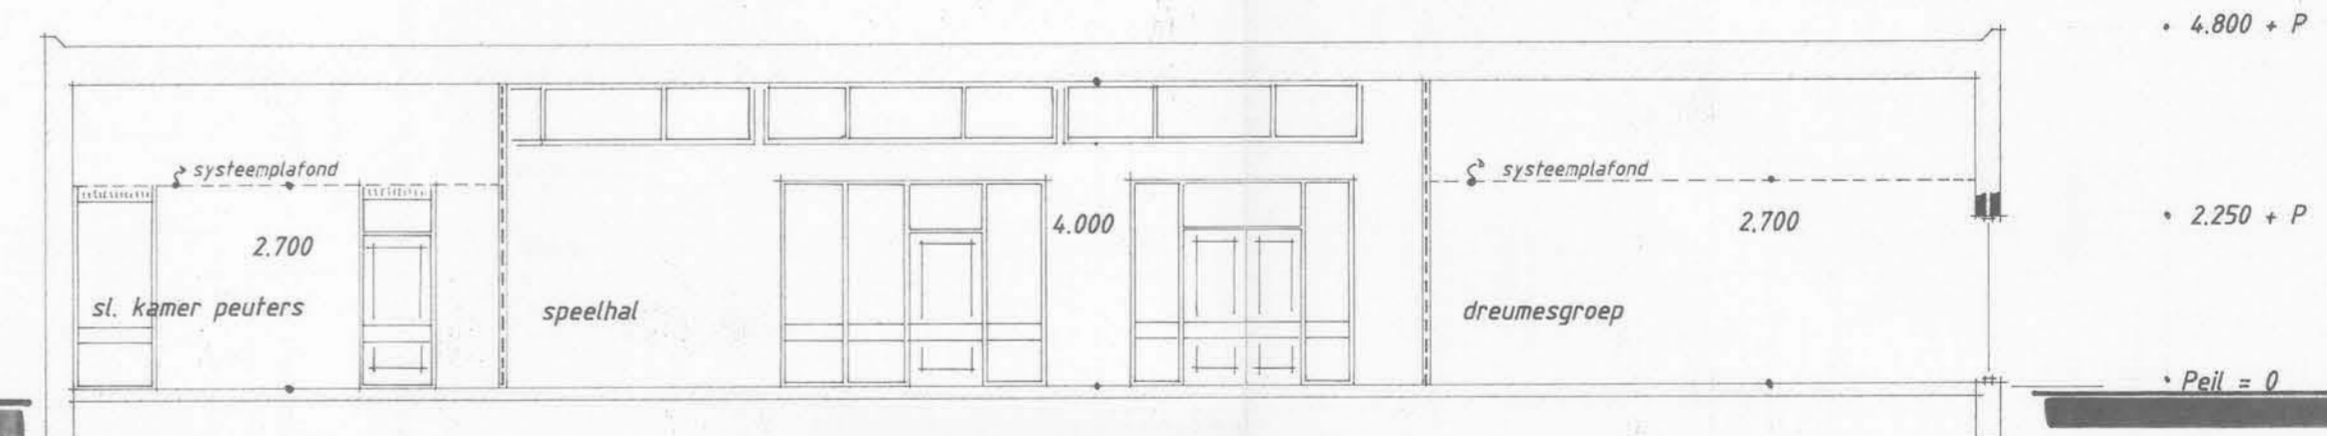 4.800 + P
systeemplafond
systeemplafond
2.250 + P
4.000
2.700
2.700
sl. kamer peuters
speelhal
dreumesgroep
Peil = 0